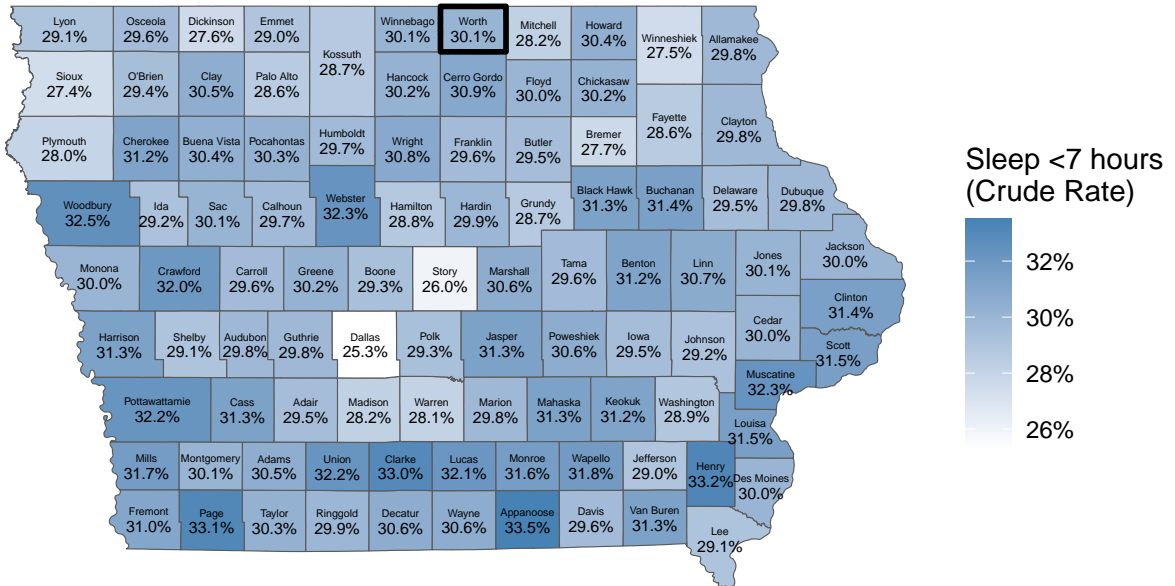 Lyon
29.1%
Osceola
29.6%
Dickinson
27.6%
Emmet
29.0%
Kossuth
28.7%
Winnebago
30.1%
Worth
30.1%
Mitchell
28.2%
Howard
30.4%
Winneshiek
27.5%
Allamakee
29.8%
Sioux
27.4%
O'Brien
29.4%
Clay
30.5%
Palo Alto
28.6%
Hancock
30.2%
Cerro Gordo
30.9%
Floyd
30.0%
Chickasaw
30.2%
Fayette
28.6%
Clayton
29.8%
Plymouth
28.0%
Cherokee
31.2%
Buena Vista
30.4%
Pocahontas
30.3%
Humboldt
29.7%
Wright
30.8%
Franklin
29.6%
Butler
29.5%
Bremer
27.7%
Woodbury
32.5%
Ida
29.2%
Sac
30.1%
Calhoun
29.7%
Webster
32.3%
Hamilton
28.8%
Hardin
29.9%
Grundy
28.7%
Black Hawk
31.3%
Buchanan
31.4%
Delaware
29.5%
Dubuque
29.8%
Monona
30.0%
Crawford
32.0%
Carroll
29.6%
Greene
30.2%
Boone
29.3%
Story
26.0%
Marshall
30.6%
Tama
29.6%
Benton
31.2%
Linn
30.7%
Jones
30.1%
Jackson
30.0%
Clinton
31.4%
Harrison
31.3%
Shelby
29.1%
Audubon
29.8%
Guthrie
29.8%
Dallas
25.3%
Polk
29.3%
Jasper
31.3%
Poweshiek
30.6%
Iowa
29.5%
Johnson
29.2%
Cedar
30.0%
Scott
31.5%
Muscatine
32.3%
Pottawattamie
32.2%
Cass
31.3%
Adair
29.5%
Madison
28.2%
Warren
28.1%
Marion
29.8%
Mahaska
31.3%
Keokuk
31.2%
Washington
28.9%
Louisa
31.5%
Mills
31.7%
Montgomery
30.1%
Adams
30.5%
Union
32.2%
Clarke
33.0%
Lucas
32.1%
Monroe
31.6%
Wapello
31.8%
Jefferson
29.0%
Henry
33.2%
Des Moines
30.0%
Fremont
31.0%
Page
33.1%
Taylor
30.3%
Ringgold
29.9%
Decatur
30.6%
Wayne
30.6%
Appanoose
33.5%
Davis
29.6%
Van Buren
31.3%
Lee
29.1%
Sleep <7 hours
(Crude Rate)
32%
30%
28%
26%